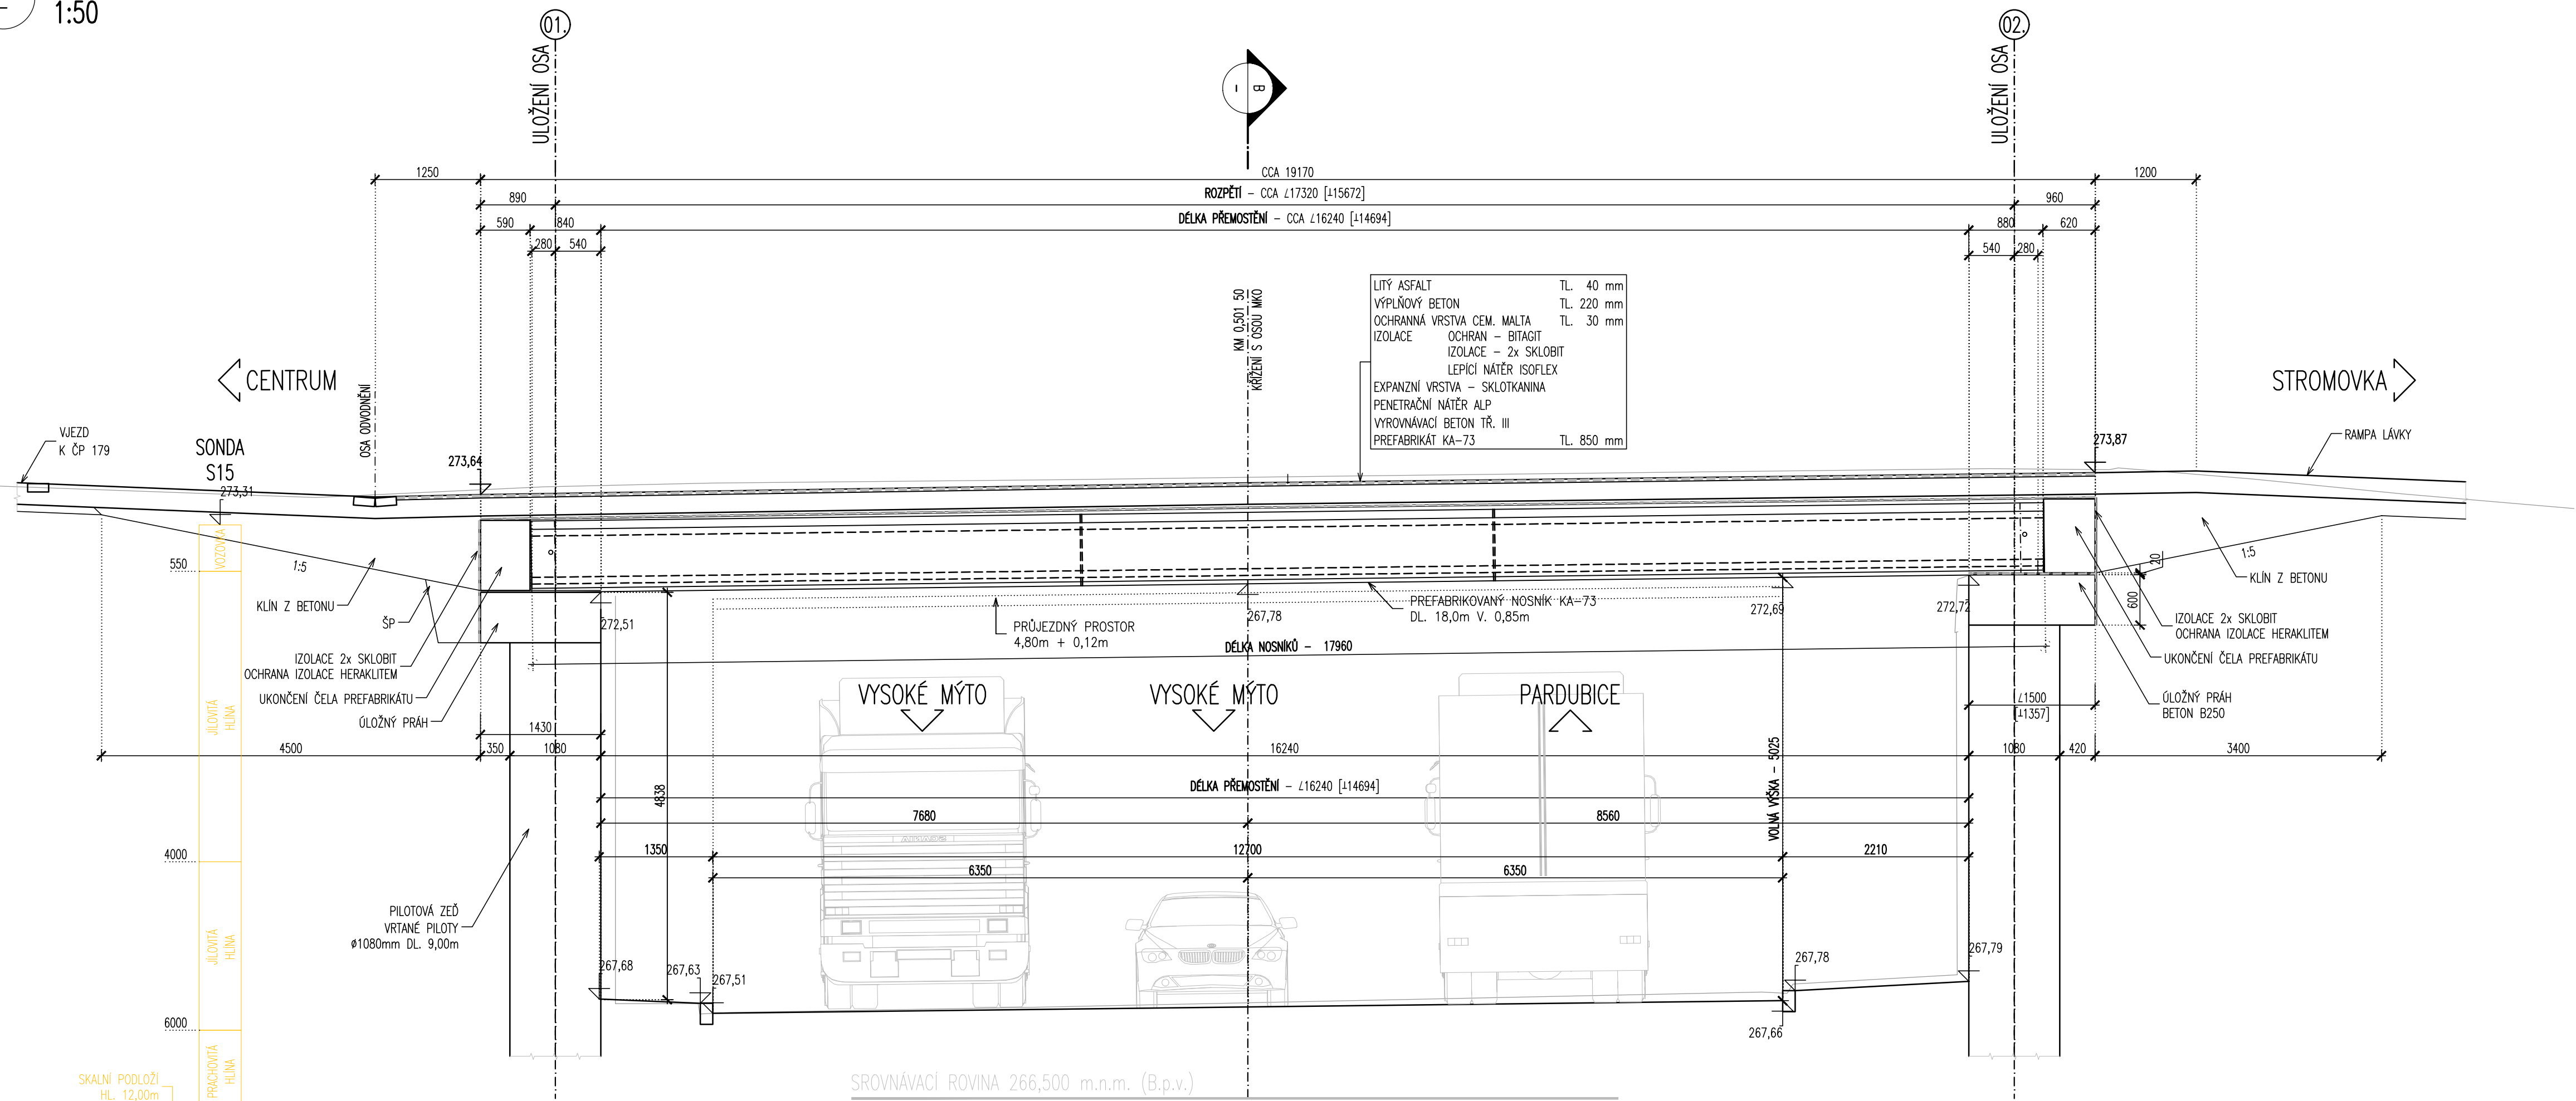 1:50
01.
02.
ULOŽENÍ OSA
ULOŽENÍ OSA
I
B
1250
CCA 19170
1200
ROZPĚTÍ – CCA ∠17320 [⊥15672]
890
960
DÉLKA PŘEMOSTĚNÍ – CCA ∠16240 [⊥14694]
590
840
880
620
280
540
540
280
KM 0,501 50
KŘÍŽENÍ S OSOU MKO
LITÝ ASFALT TL. 40 mm
VÝPLŇOVÝ BETON TL. 220 mm
OCHRANNÁ VRSTVA CEM. MALTA TL. 30 mm
IZOLACE OCHRAN – BITAGIT
IZOLACE – 2x SKLOBIT
LEPÍCÍ NÁTĚR ISOFLEX
EXPANZNÍ VRSTVA – SKLOTKANINA
PENETRAČNÍ NÁTĚR ALP
VYROVNÁVACÍ BETON TŘ. III
PREFABRIKÁT KA–73 TL. 850 mm
CENTRUM
STROMOVKA
OSA ODVODNĚNÍ
VJEZD
K ČP 179
SONDA
S15
273,31
273,64
273,87
RAMPA LÁVKY
VOZOVKA
550
1:5
1:5
20
KLÍN Z BETONU
KLÍN Z BETONU
ŠP
600
272,51
PRŮJEZDNÝ PROSTOR
4,80m + 0,12m
267,78
PREFABRIKOVANÝ NOSNÍK KA–73
DL. 18,0m V. 0,85m
272,69
272,72
IZOLACE 2x SKLOBIT
OCHRANA IZOLACE HERAKLITEM
IZOLACE 2x SKLOBIT
OCHRANA IZOLACE HERAKLITEM
DÉLKA NOSNÍKŮ – 17960
UKONČENÍ ČELA PREFABRIKÁTU
UKONČENÍ ČELA PREFABRIKÁTU
ÚLOŽNÝ PRÁH
ÚLOŽNÝ PRÁH
BETON B250
JÍLOVITÁ
HLÍNA
VYSOKÉ MÝTO
VYSOKÉ MÝTO
PARDUBICE
∠1500
[⊥1357]
1430
4500
350
1080
16240
1080
420
3400
4838
DÉLKA PŘEMOSTĚNÍ – ∠16240 [⊥14694]
VOLNÁ VÝŠKA – 5025
7680
8560
4000
1350
12700
2210
6350
6350
PILOTOVÁ ZEĎ
VRTANÉ PILOTY
ø1080mm DL. 9,00m
JÍLOVITÁ
HLÍNA
267,68
267,63
267,51
267,78
267,79
267,66
6000
PRACHOVITÁ
HLÍNA
SKALNÍ PODLOŽÍ
HL. 12,00m
SROVNÁVACÍ ROVINA 266,500 m.n.m. (B.p.v.)